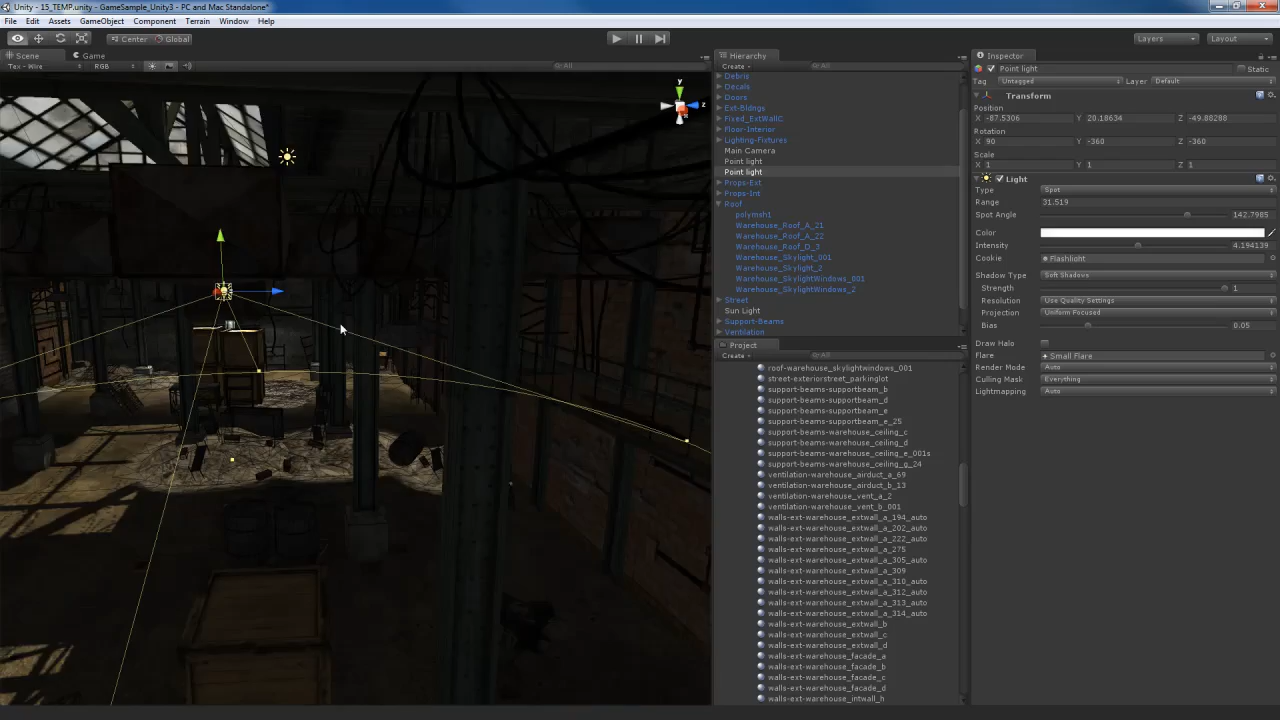 Unity - 15_TEMP.unity - GameSample_Unity3 - PC and Mac Standalone*
File Edit Assets GameObject Component Terrain Window Help
Center Global
Layers Layout
Scene Game
Tex - Wire RGB All
y
z
Hierarchy
Create All
Debris
Decals
Doors
Ext-Bldngs
Fixed_ExtWallC
Floor-Interior
Lighting-Fixtures
Main Camera
Point light
Point light
Props-Ext
Props-Int
Roof
polymsh1
Warehouse_Roof_A_21
Warehouse_Roof_A_22
Warehouse_Roof_D_3
Warehouse_Skylight_001
Warehouse_Skylight_2
Warehouse_SkylightWindows_001
Warehouse_SkylightWindows_2
Street
Sun Light
Support-Beams
Ventilation
Project
Create All
roof-warehouse_skylightwindows_001
street-exteriorstreet_parkinglot
support-beams-supportbeam_b
support-beams-supportbeam_d
support-beams-supportbeam_e
support-beams-supportbeam_e_25
support-beams-warehouse_ceiling_c
support-beams-warehouse_ceiling_d
support-beams-warehouse_ceiling_e_001s
support-beams-warehouse_ceiling_g_24
ventilation-warehouse_airduct_a_69
ventilation-warehouse_airduct_b_13
ventilation-warehouse_vent_a_2
ventilation-warehouse_vent_b_001
walls-ext-warehouse_extwall_a_194_auto
walls-ext-warehouse_extwall_a_202_auto
walls-ext-warehouse_extwall_a_222_auto
walls-ext-warehouse_extwall_a_275
walls-ext-warehouse_extwall_a_305_auto
walls-ext-warehouse_extwall_a_309
walls-ext-warehouse_extwall_a_310_auto
walls-ext-warehouse_extwall_a_312_auto
walls-ext-warehouse_extwall_a_313_auto
walls-ext-warehouse_extwall_a_314_auto
walls-ext-warehouse_extwall_b
walls-ext-warehouse_extwall_c
walls-ext-warehouse_extwall_d
walls-ext-warehouse_facade_a
walls-ext-warehouse_facade_b
walls-ext-warehouse_facade_c
walls-ext-warehouse_facade_d
walls-ext-warehouse_intwall_h
Inspector
Point light Static
Tag Untagged Layer Default
Transform
Position
X -87.5306 Y 20.18634 Z -49.88288
Rotation
X 90 Y -360 Z -360
Scale
X 1 Y 1 Z 1
Light
Type Spot
Range 31.519
Spot Angle 142.7985
Color
Intensity 4.194139
Cookie Flashlight
Shadow Type Soft Shadows
Strength 1
Resolution Use Quality Settings
Projection Uniform Focused
Bias 0.05
Draw Halo
Flare Small Flare
Render Mode Auto
Culling Mask Everything
Lightmapping Auto